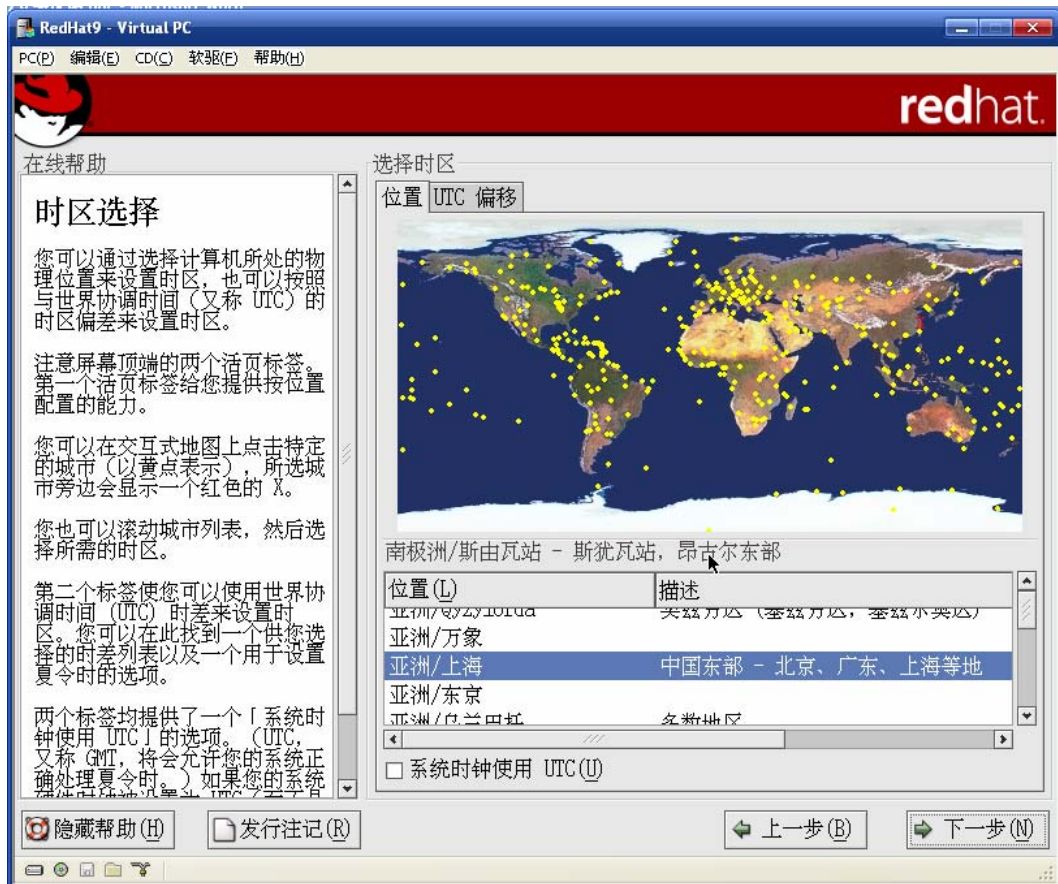 RedHat9 - Virtual PC
PC(P) 编辑(E) CD(C) 软驱(F) 帮助(H)
redhat.
在线帮助
时区选择
您可以通过选择计算机所处的物
理位置来设置时区，也可以按照
与世界协调时间（又称 UTC）的
时区偏差来设置时区。
注意屏幕顶端的两个活页标签。
第一个活页标签给您提供按位置
配置的能力。
您可以在交互式地图上点击特定
的城市（以黄点表示），所选城
市旁边会显示一个红色的 X。
您也可以滚动城市列表，然后选
择所需的时区。
第二个标签使您可以使用世界协
调时间 (UTC) 时差来设置时
区。您可以在此找到一个供您选
择的时差列表以及一个用于设置
夏令时的选项。
两个标签均提供了一个「系统时
钟使用 UTC」的选项。（UTC，
又称 GMT，将会允许您的系统正
确处理夏令时。）如果您的系统
选择时区
位置 UTC 偏移
南极洲/斯由瓦站 - 斯犹瓦站，昂古尔东部
位置(L) 描述
亚洲/万象
亚洲/上海 中国东部 - 北京、广东、上海等地
亚洲/东京
亚洲/乌兰巴托 多数地区
系统时钟使用 UTC(U)
隐藏帮助(H) 发行注记(R) 上一步(B) 下一步(N)